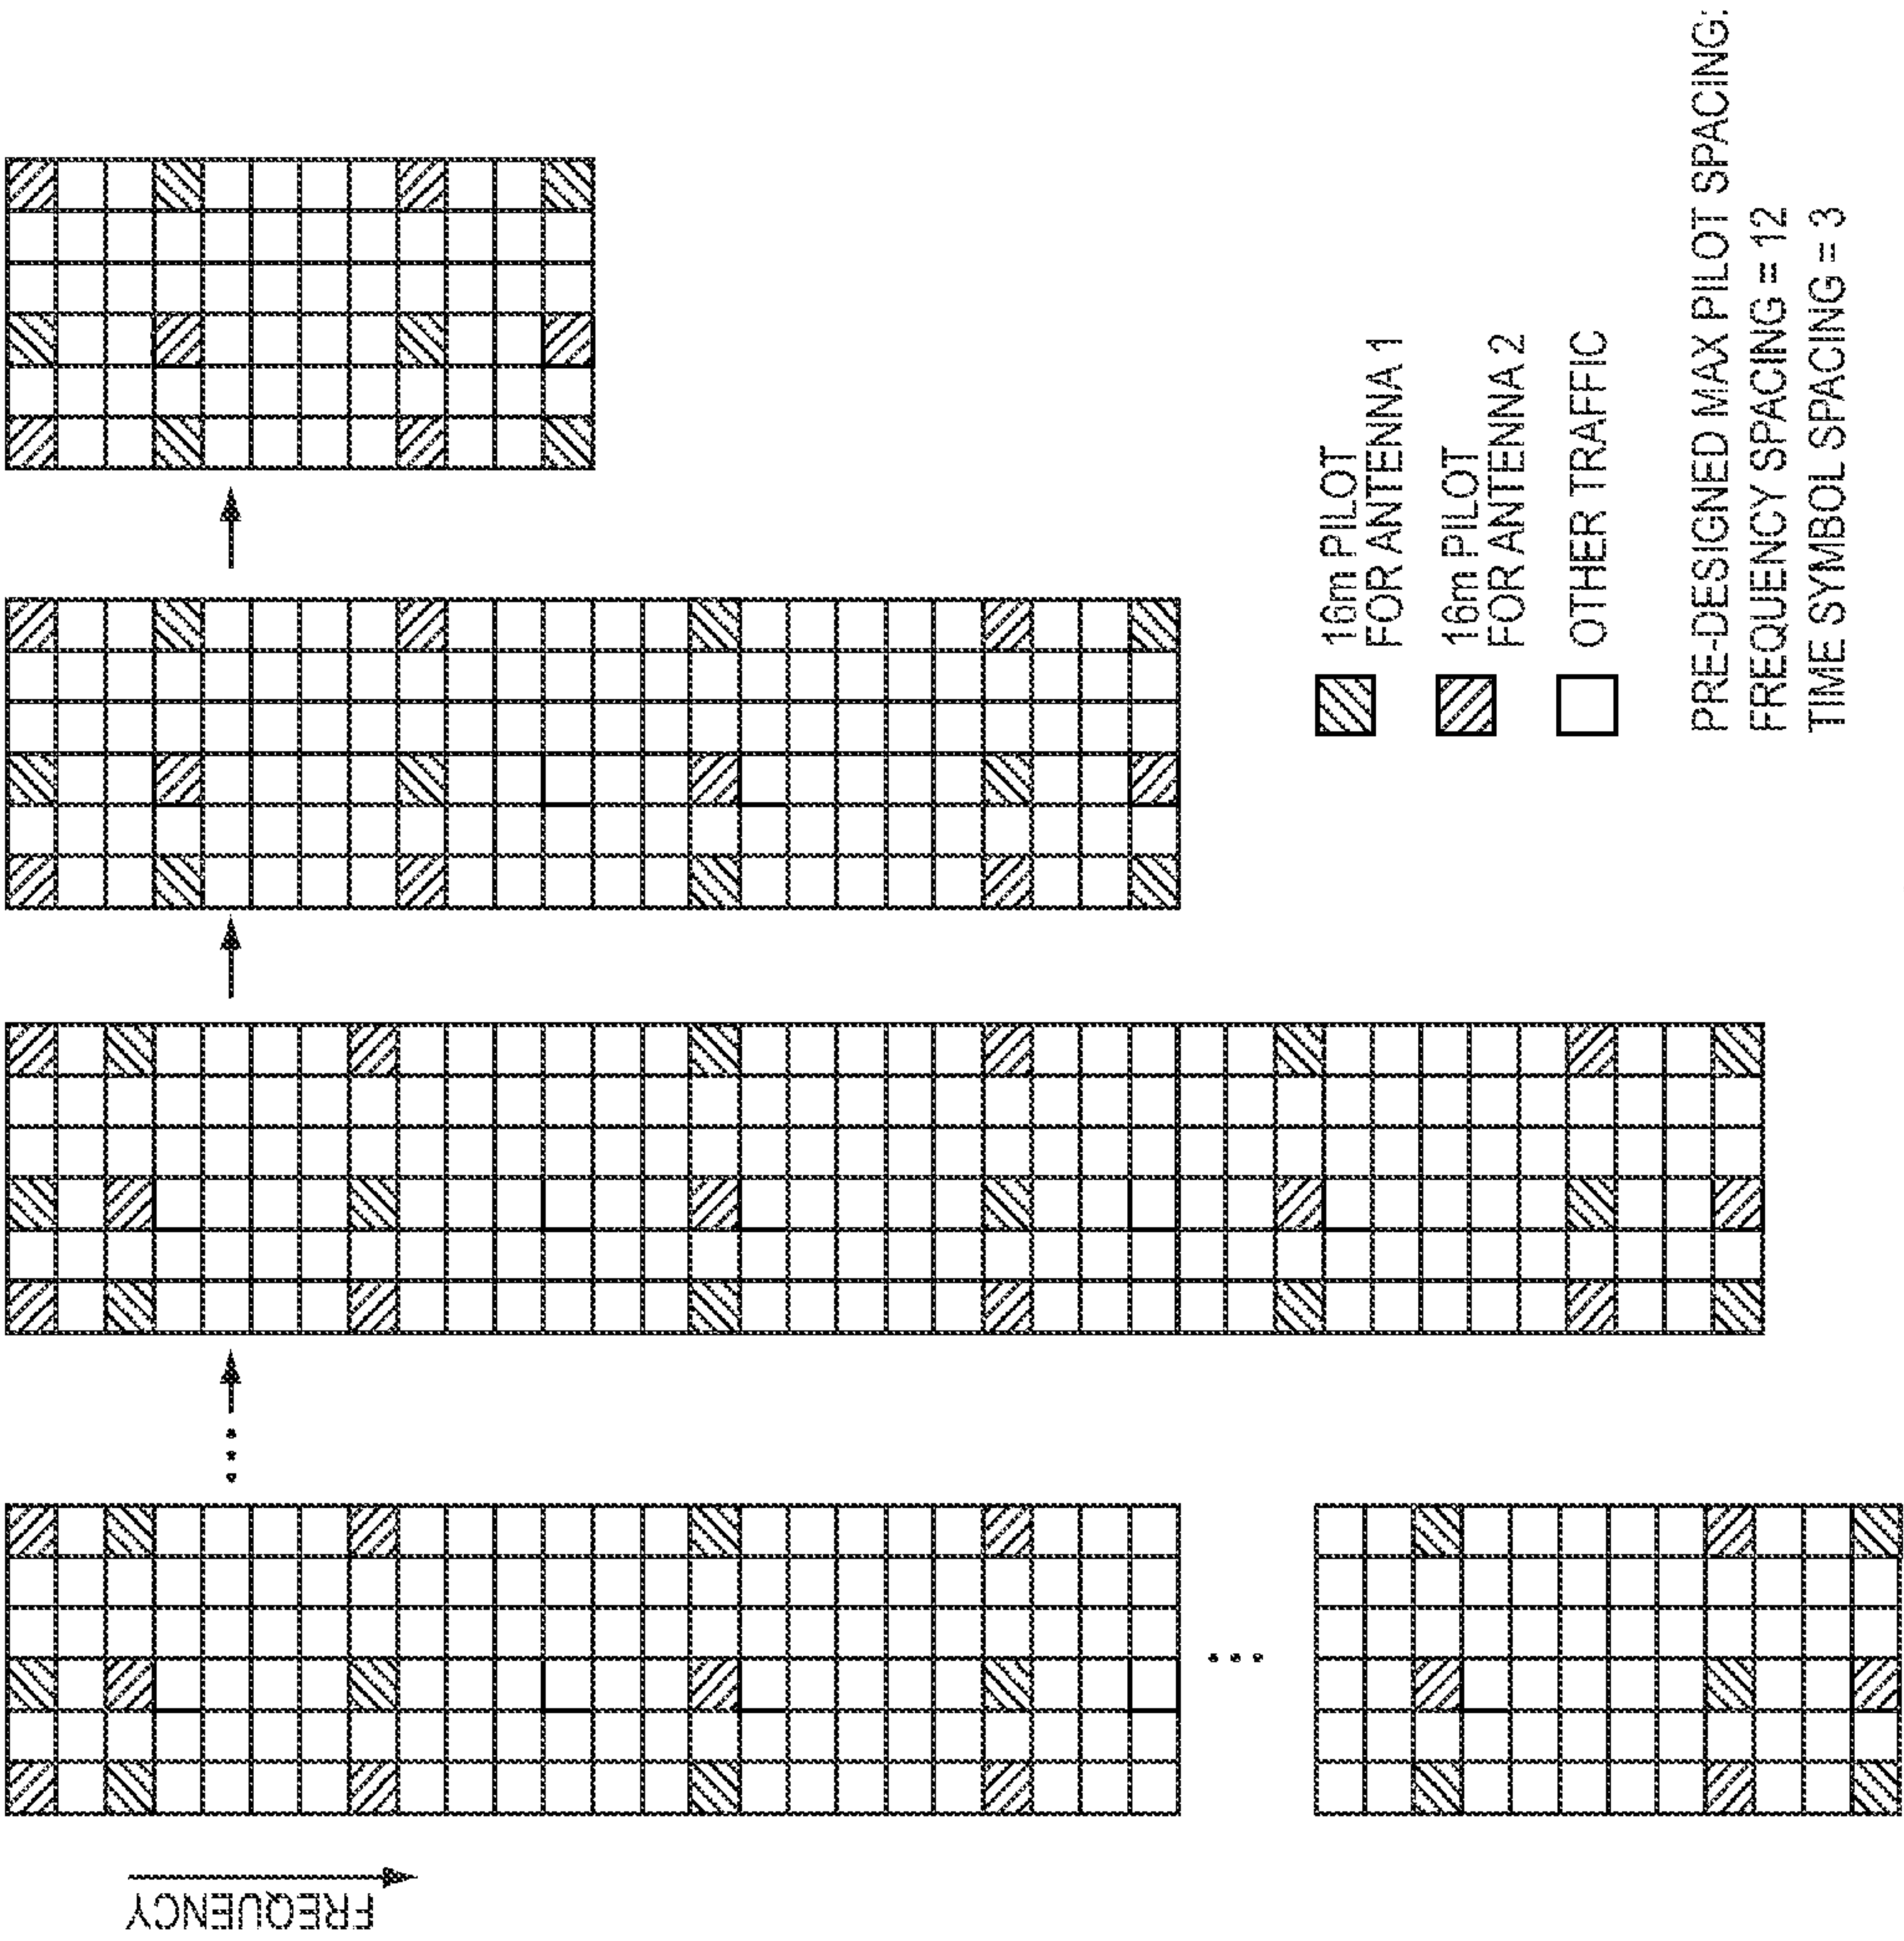 FREQUENCY
16m PILOT
FOR ANTENNA 1
16m PILOT
FOR ANTENNA 2
OTHER TRAFFIC
PRE-DESIGNED MAX PILOT SPACING:
FREQUENCY SPACING = 12
TIME SYMBOL SPACING = 3